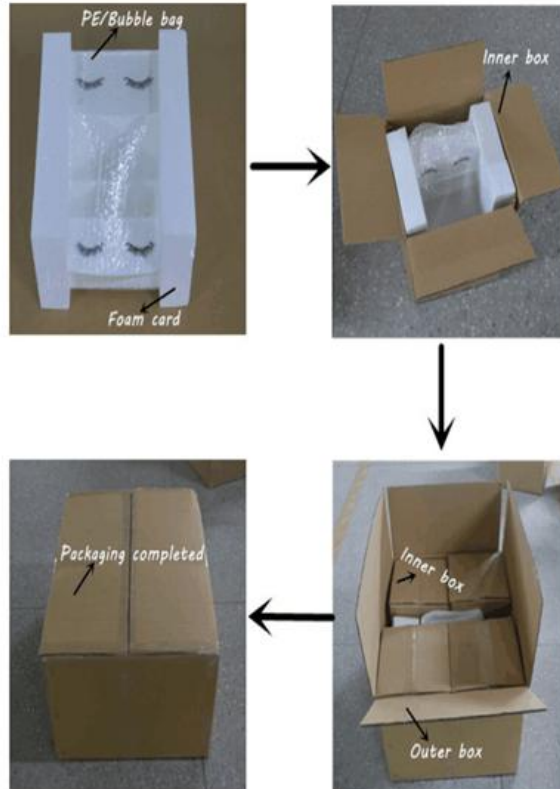 PE/Bubble bag
Foam card
Inner box
Inner box
Outer box
Packaging completed